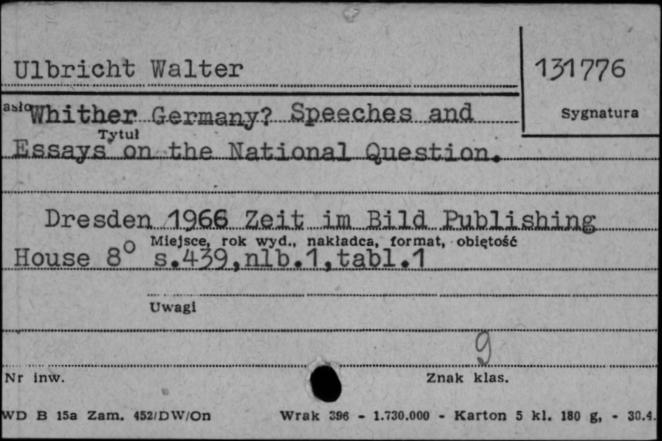 Ulbricht Walter
131776
asło Whither Germany? Speeches and
Sygnatura
Tytuł
Essays on the National Question.
Dresden 1966 Zeit im Bild Publishing
Miejsce, rok wyd., nakładca, format, objętość
House 8° s.439,nlb.1,tabl.1
Uwagi
9
Nr inw.
Znak klas.
WD B 15a Zam. 452/DW/On Wrak 396 - 1.730.000 - Karton 5 kl. 180 g, - 30.4.